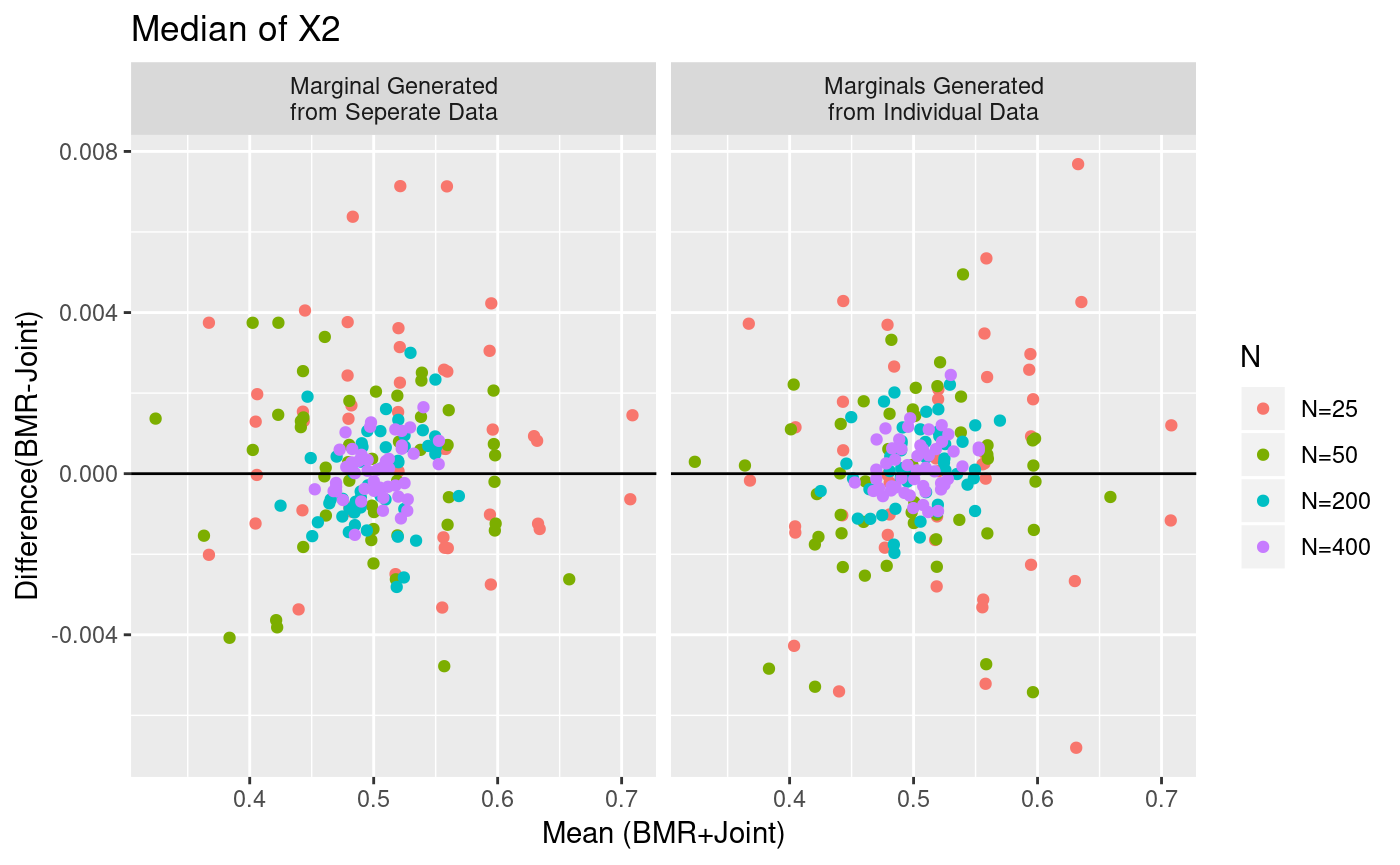 Median of X2
Marginal Generated
from Seperate Data
Marginals Generated
from Individual Data
0.008
0.004
0.000
-0.004
Difference(BMR-Joint)
0.4 0.5 0.6 0.7
0.4 0.5 0.6 0.7
Mean (BMR+Joint)
N
N=25
N=50
N=200
N=400